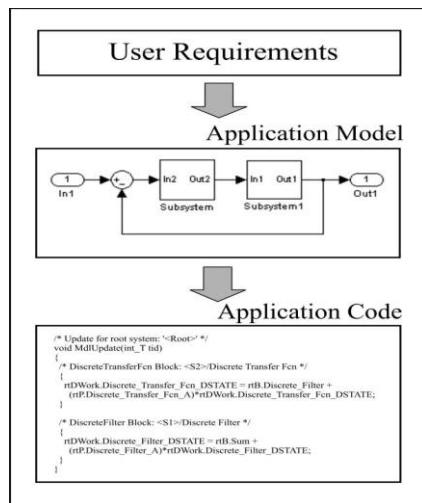 User Requirements
Application Model
1
In1
+
-
In2 Out2
Subsystem
In1 Out1
Subsystem1
1
Out1
Application Code
/* Update for root system: '<Root>' */
void MdlUpdate(int_T tid)
{
/* DiscreteTransferFcn Block: <S2>/Discrete Transfer Fcn */
{
rtDWork.Discrete_Transfer_Fcn_DSTATE = rtB.Discrete_Filter +
(rtP.Discrete_Transfer_Fcn_A)*rtDWork.Discrete_Transfer_Fcn_DSTATE;
}
/* DiscreteFilter Block: <S1>/Discrete Filter */
{
rtDWork.Discrete_Filter_DSTATE = rtB.Sum +
(rtP.Discrete_Filter_A)*rtDWork.Discrete_Filter_DSTATE;
}
}